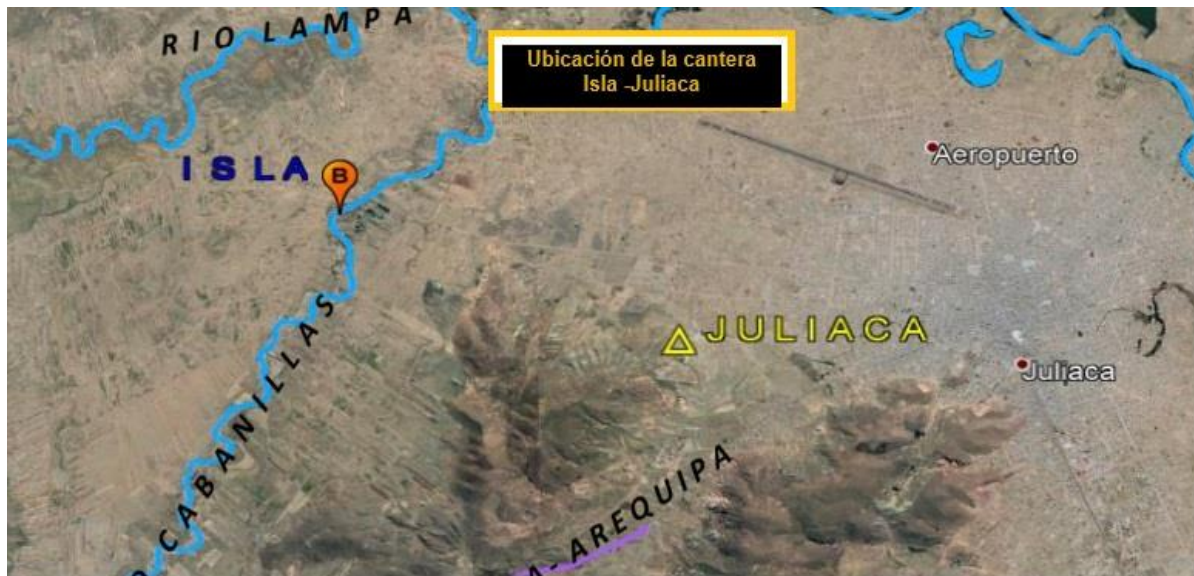 RIO LAMPA
Ubicación de la cantera
Isla -Juliaca
Aeropuerto
ISLA
B
JULIACA
Juliaca
O CABANILLAS
A- AREQUIPA